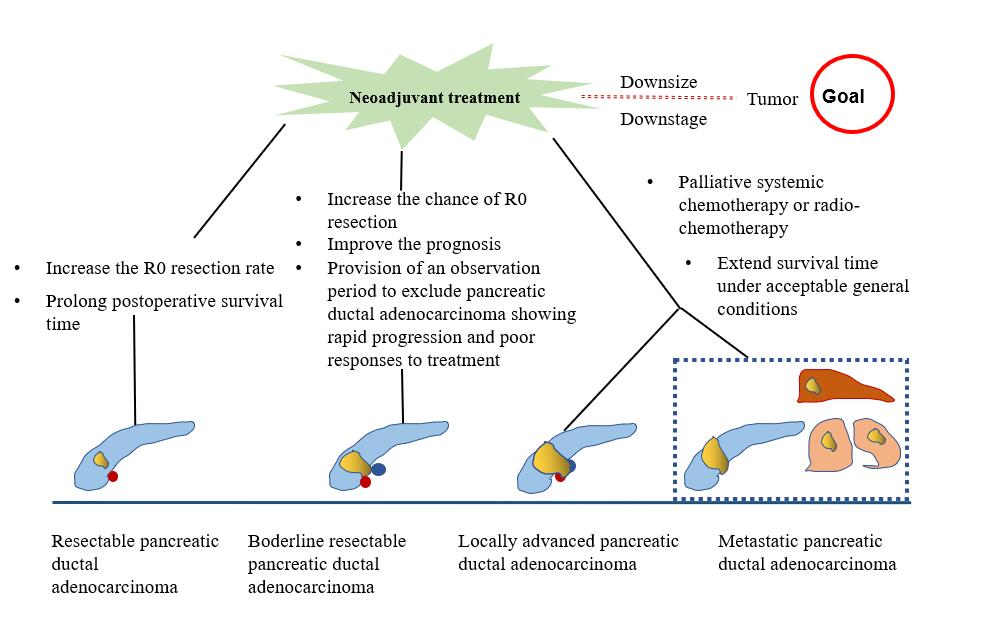 Neoadjuvant treatment
Downsize
Downstage
Tumor
Goal
• Increase the R0 resection rate
• Prolong postoperative survival
time
• Increase the chance of R0
resection
• Improve the prognosis
• Provision of an observation
period to exclude pancreatic
ductal adenocarcinoma showing
rapid progression and poor
responses to treatment
• Palliative systemic
chemotherapy or radio-
chemotherapy
• Extend survival time
under acceptable general
conditions
Resectable pancreatic
ductal
adenocarcinoma
Boderline resectable
pancreatic ductal
adenocarcinoma
Locally advanced pancreatic
ductal adenocarcinoma
Metastatic pancreatic
ductal adenocarcinoma